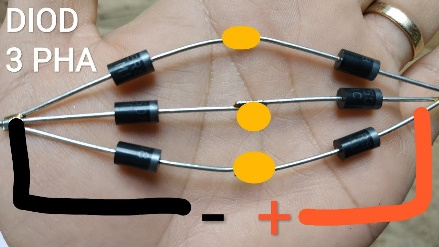 DIOD
3 PHA
- +